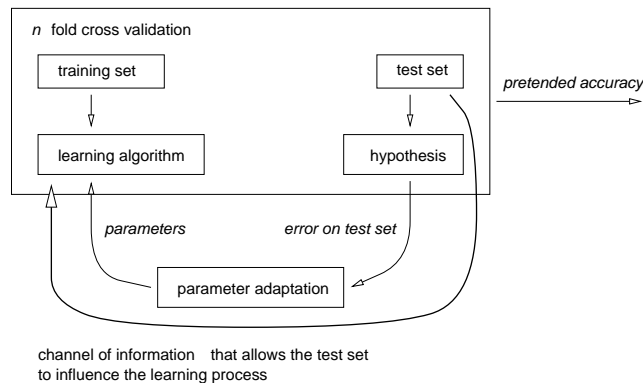 n fold cross validation
training set
test set
pretended accuracy
learning algorithm
hypothesis
parameters
error on test set
parameter adaptation
channel of information that allows the test set
to influence the learning process